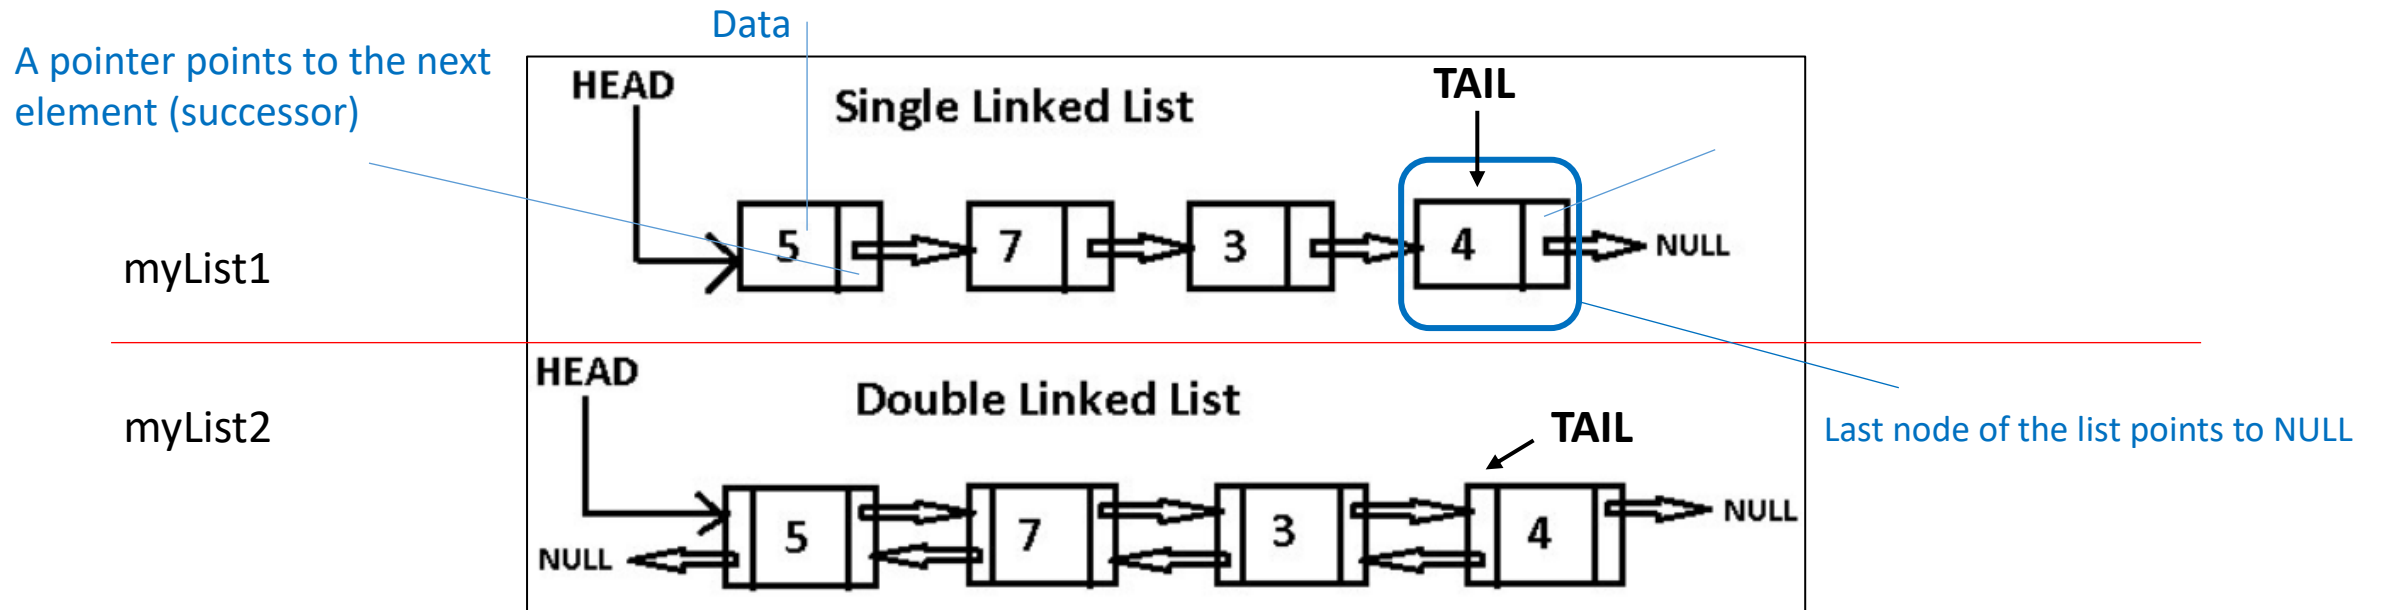 Data
A pointer points to the next
element (successor)
HEAD
Single Linked List
TAIL
myList1
5
7
3
4
NULL
HEAD
Double Linked List
myList2
TAIL
Last node of the list points to NULL
5
7
3
4
NULL
NULL